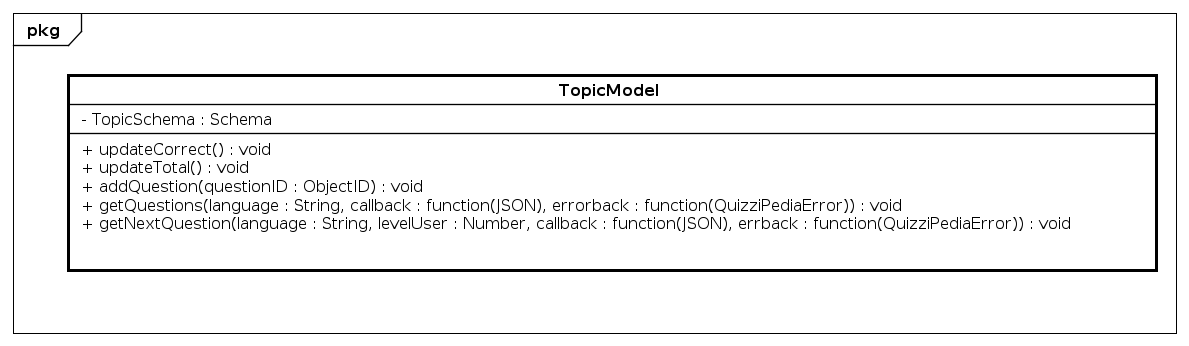 pkg
TopicModel
- TopicSchema : Schema
+ updateCorrect() : void
+ updateTotal() : void
+ addQuestion(questionID : ObjectID) : void
+ getQuestions(language : String, callback : function(JSON), errorback : function(QuizziPediaError)) : void
+ getNextQuestion(language : String, levelUser : Number, callback : function(JSON), errback : function(QuizziPediaError)) : void